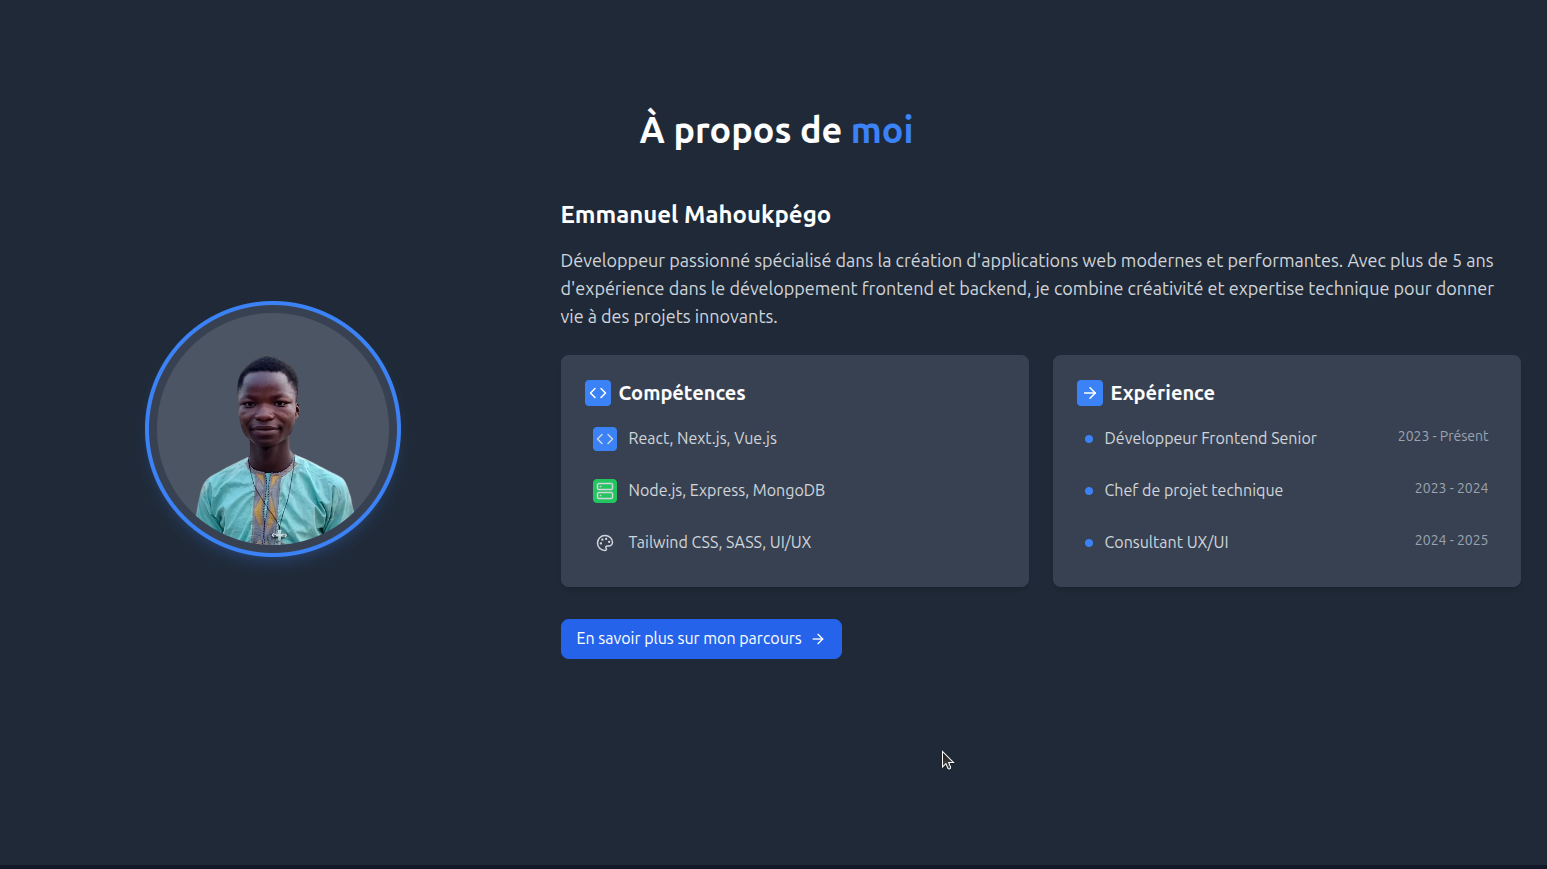 À propos de moi
Emmanuel Mahoukpégo
Développeur passionné spécialisé dans la création d'applications web modernes et performantes. Avec plus de 5 ans
d'expérience dans le développement frontend et backend, je combine créativité et expertise technique pour donner
vie à des projets innovants.
Compétences
React, Next.js, Vue.js
Node.js, Express, MongoDB
Tailwind CSS, SASS, UI/UX
Expérience
Développeur Frontend Senior 2023 - Présent
Chef de projet technique 2023 - 2024
Consultant UX/UI 2024 - 2025
En savoir plus sur mon parcours